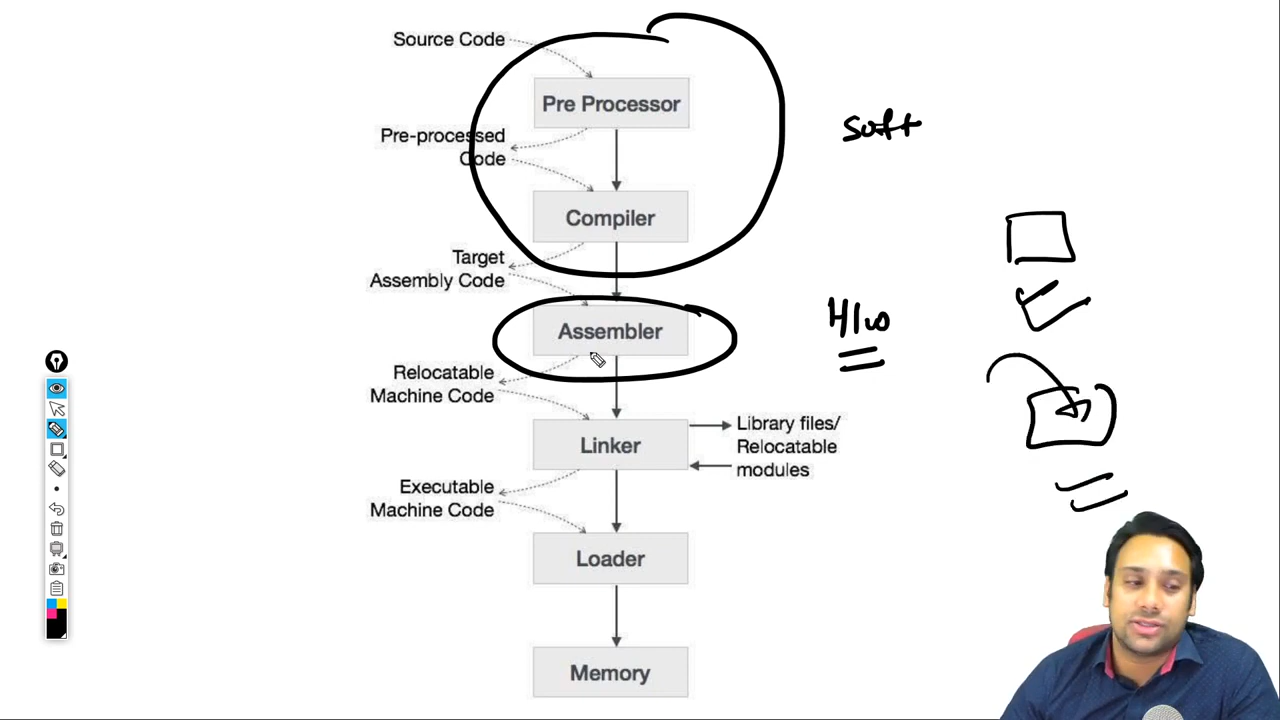 Source Code
Pre Processor
Pre-processed
Code
soft
Compiler
Target
Assembly Code
Assembler
H/w
Relocatable
Machine Code
Linker
Library files/
Relocatable
modules
Executable
Machine Code
Loader
Memory